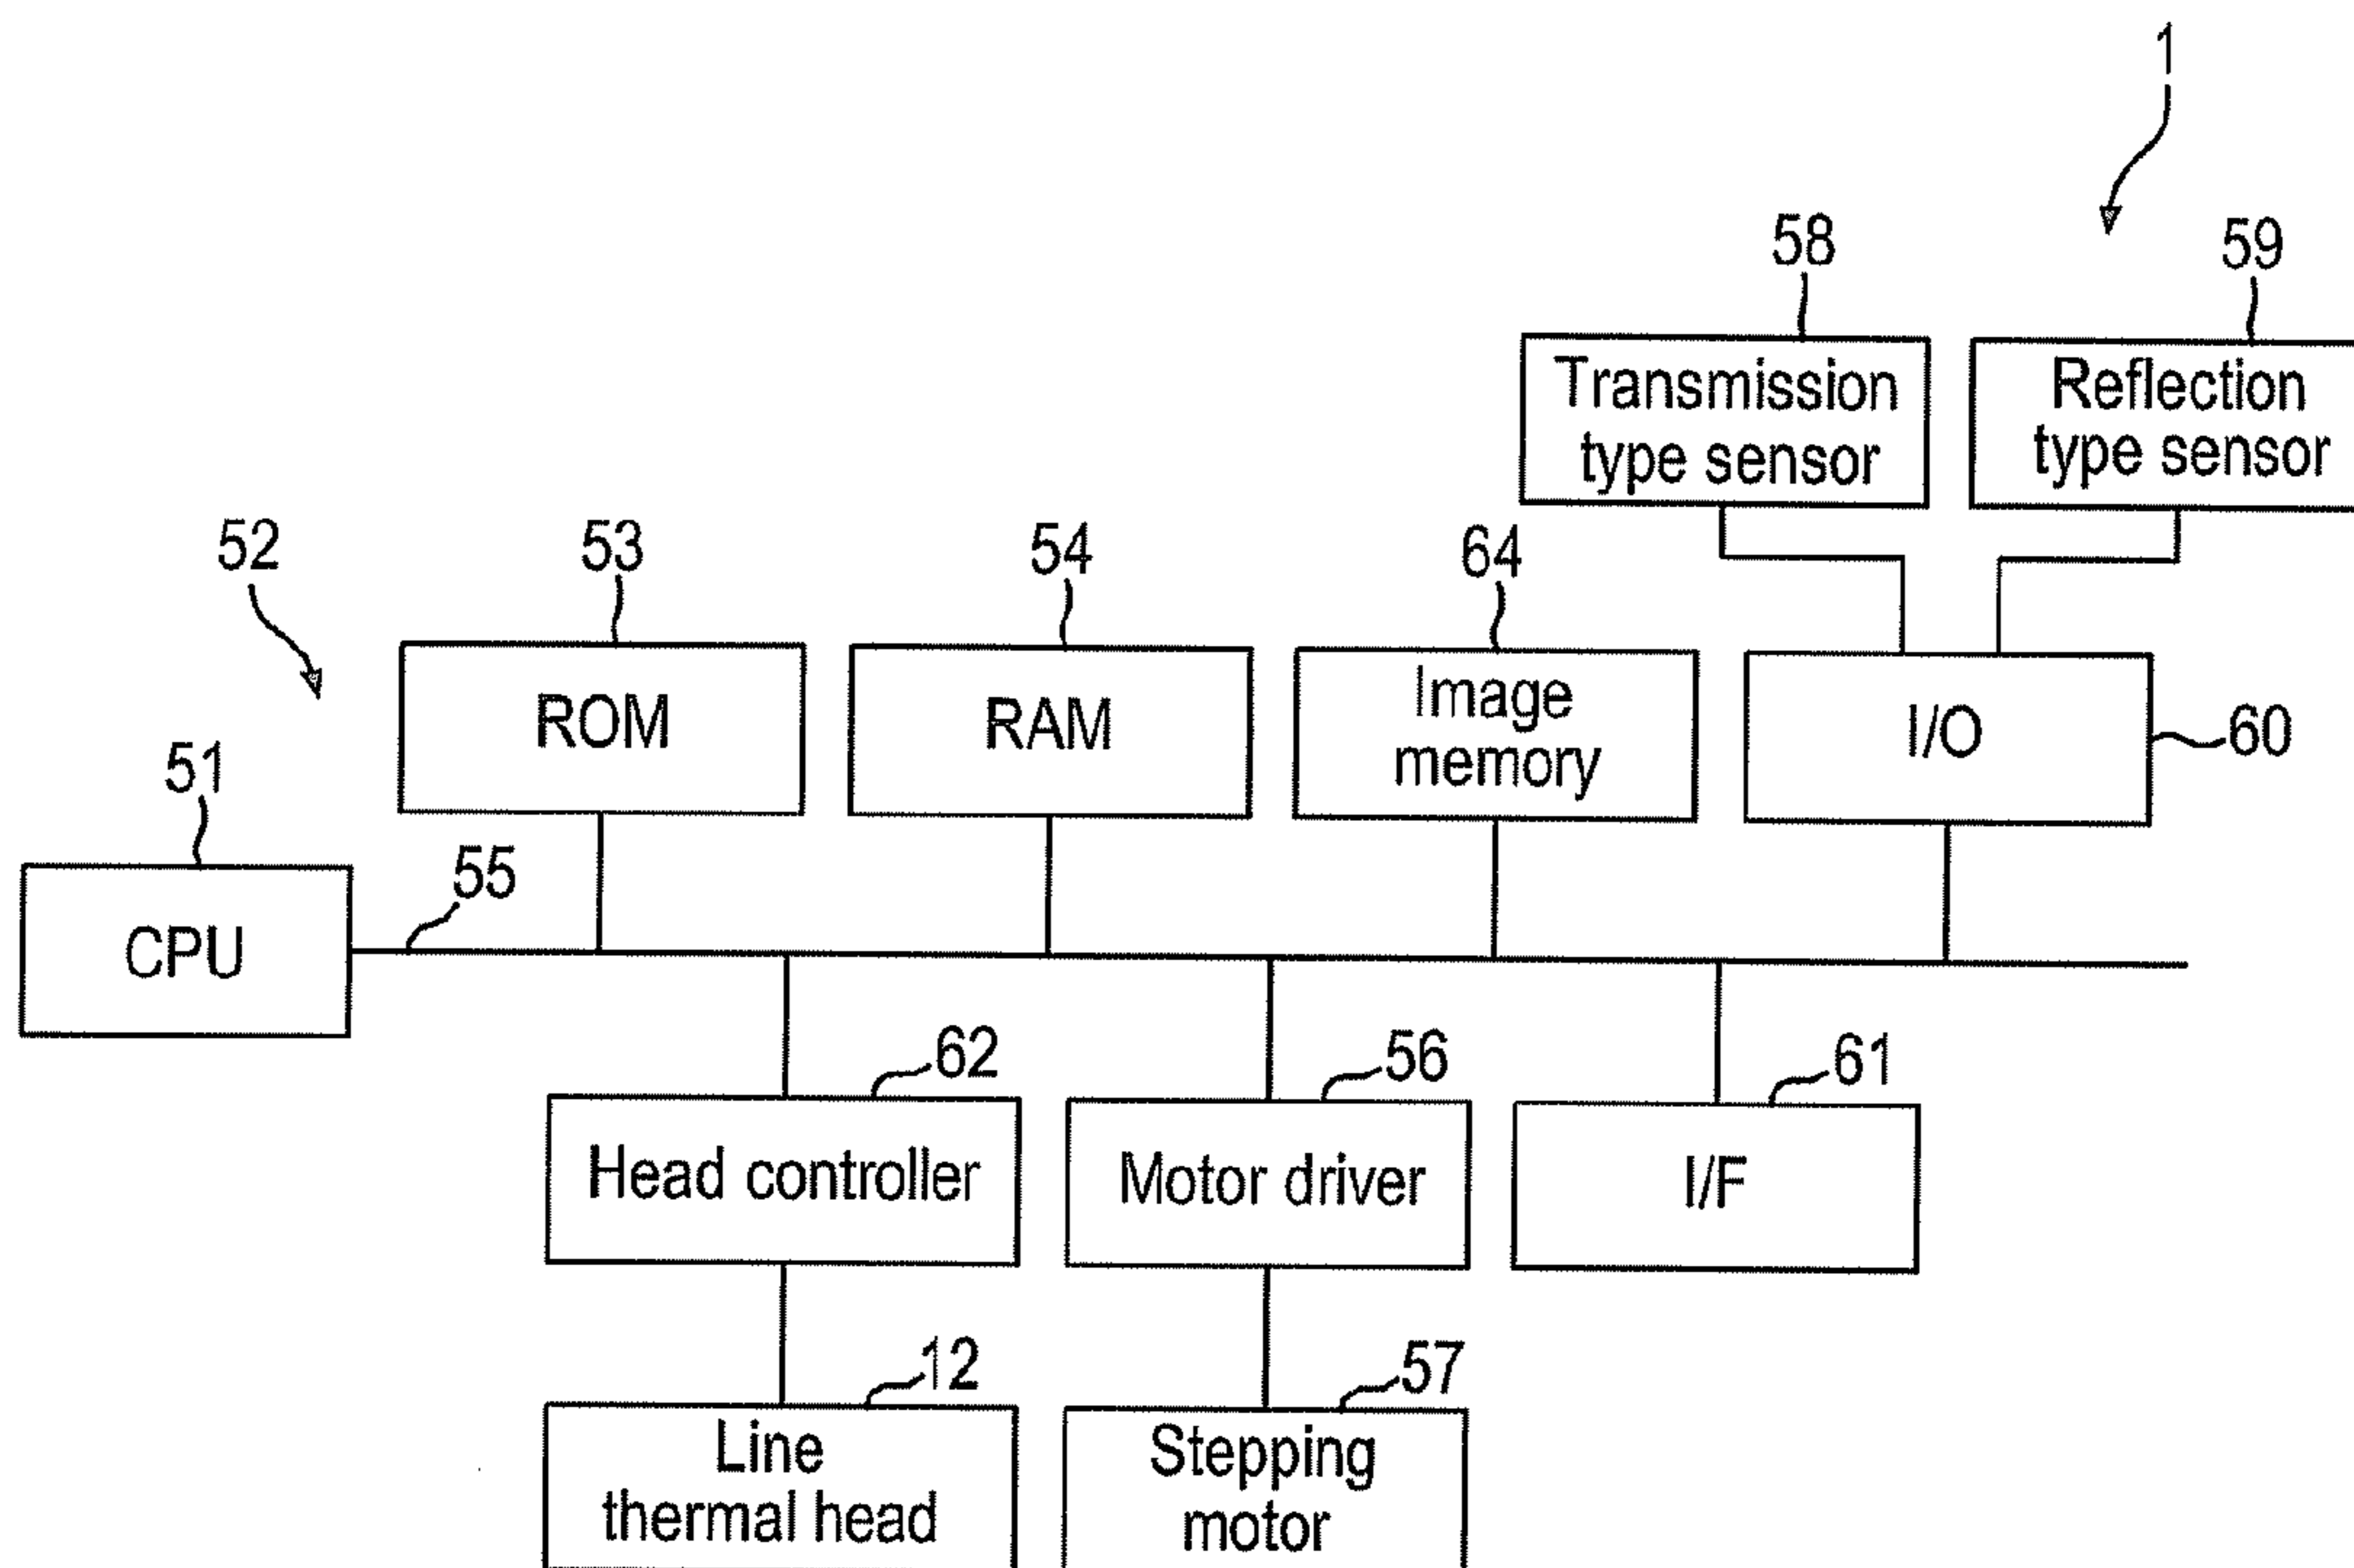 1
58
59
Transmission
type sensor
Reflection
type sensor
52
53
54
64
ROM
RAM
Image
memory
I/O
60
51
55
CPU
62
56
61
Head controller
Motor driver
I/F
12
57
Line
thermal head
Stepping
motor